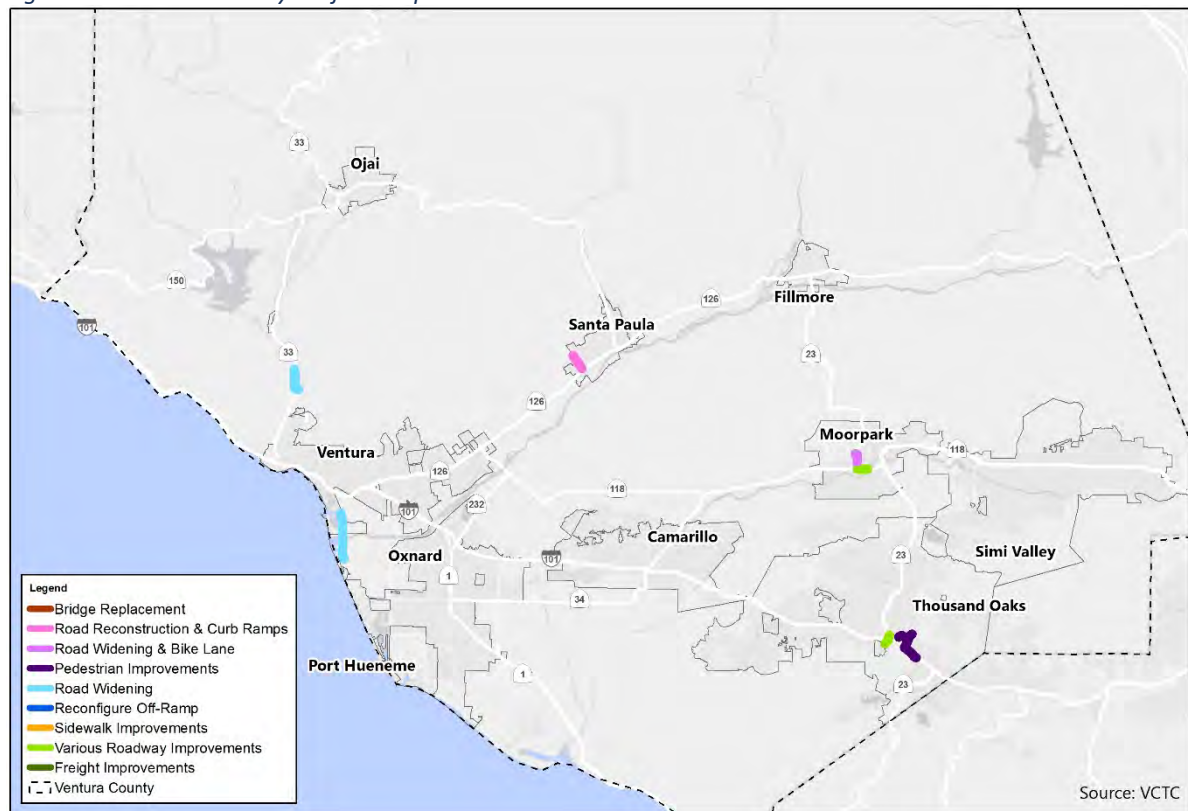 33
Ojai
150
101
33
Santa Paula
126
Fillmore
23
126
Ventura
126
232
101
118
Moorpark
118
Oxnard
1
101
Camarillo
34
23
Simi Valley
Thousand Oaks
Port Hueneme
1
23
Legend
Bridge Replacement
Road Reconstruction & Curb Ramps
Road Widening & Bike Lane
Pedestrian Improvements
Road Widening
Reconfigure Off-Ramp
Sidewalk Improvements
Various Roadway Improvements
Freight Improvements
Ventura County
Source: VCTC